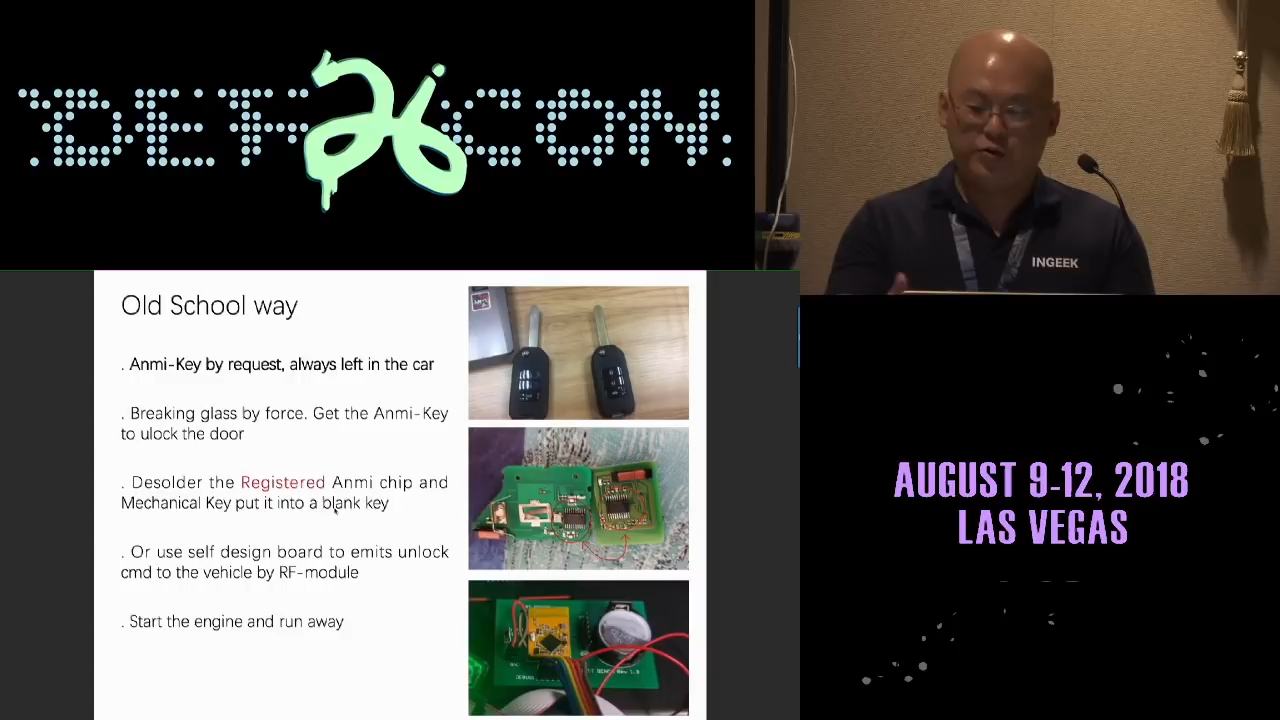 DEF 26 CON
INGEEK
Old School way
. Anmi-Key by request, always left in the car
. Breaking glass by force. Get the Anmi-Key
to ulock the door
. Desolder the Registered Anmi chip and
Mechanical Key put it into a blank key
. Or use self design board to emits unlock
cmd to the vehicle by RF-module
. Start the engine and run away
AUGUST 9-12, 2018
LAS VEGAS